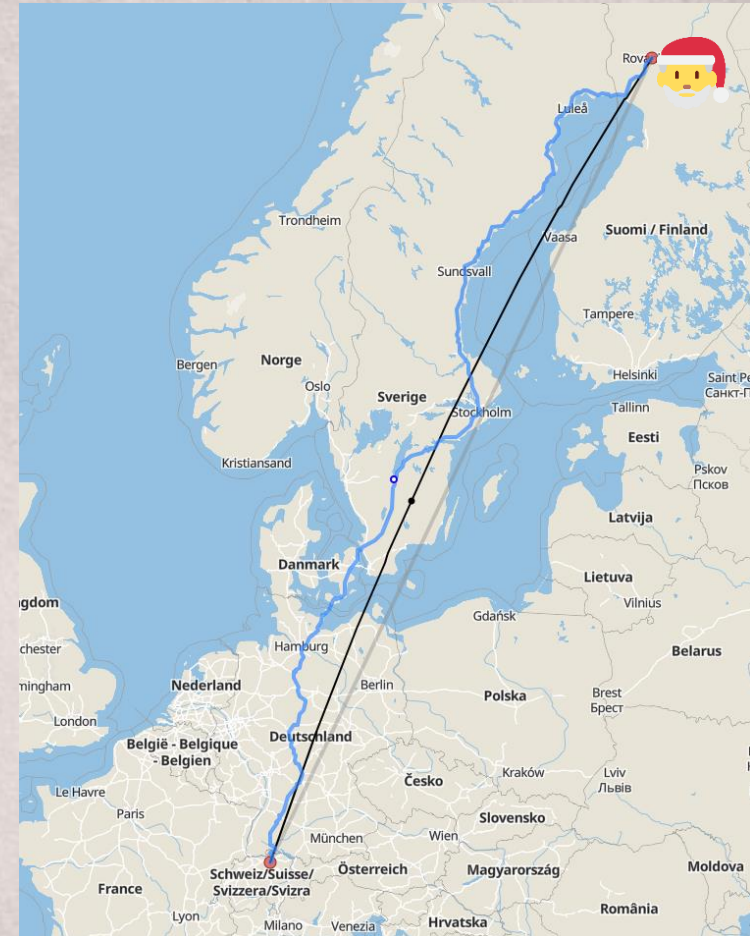 Rova
Luleå
Trondheim
Vaasa
Suomi / Finland
Sundsvall
Tampere
Bergen
Norge
Oslo
Helsinki
Saint Pe
Санкт-П
Sverige
Stockholm
Tallinn
Eesti
Kristiansand
Pskov
Псков
Latvija
Danmark
Lietuva
Vilnius
gdom
Gdańsk
chester
Hamburg
Belarus
mingham
Nederland
Berlin
Polska
Brest
Брест
London
België - Belgique
- Belgien
Deutschland
Česko
Kraków
Lviv
Львів
Le Havre
Paris
Slovensko
München
Wien
Schweiz/Suisse/
Svizzera/Svizra
Österreich
Magyarország
Moldova
France
România
Lyon
Milano
Venezia
Hrvatska